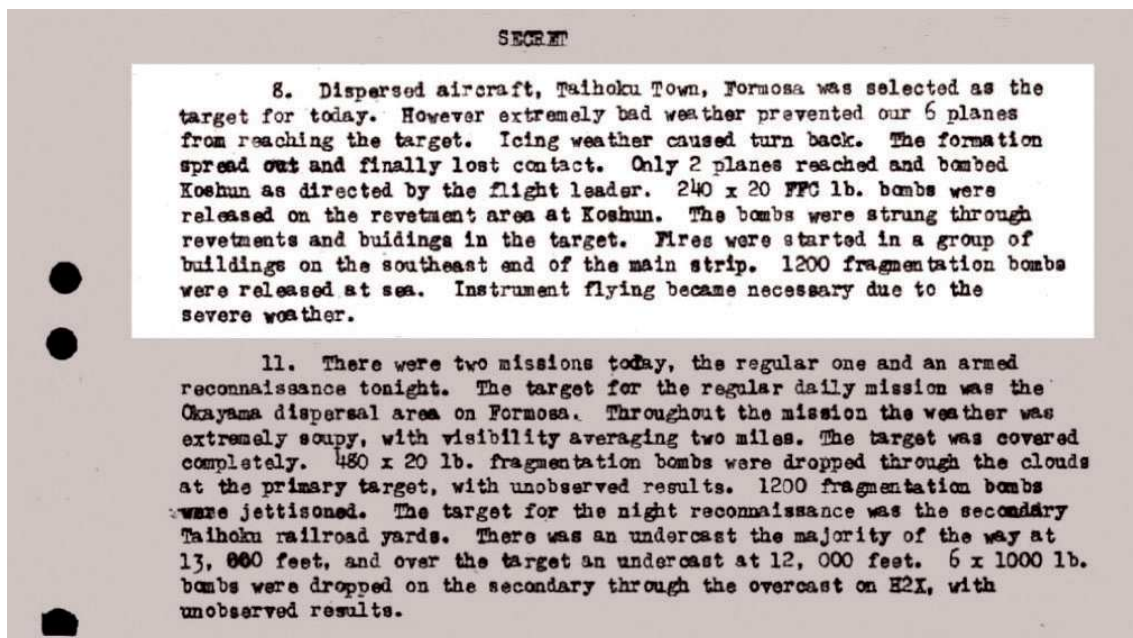 SECRET
8. Dispersed aircraft, Taihoku Town, Formosa was selected as the
target for today. However extremely bad weather prevented our 6 planes
from reaching the target. Icing weather caused turn back. The formation
spread out and finally lost contact. Only 2 planes reached and bombed
Koshun as directed by the flight leader. 240 x 20 FPC lb. bombs were
released on the revetment area at Koshun. The bombs were strung through
revetments and buidings in the target. Fires were started in a group of
buildings on the southeast end of the main strip. 1200 fragmentation bombs
were released at sea. Instrument flying became necessary due to the
severe weather.
11. There were two missions today, the regular one and an armed
reconnaissance tonight. The target for the regular daily mission was the
Okayama dispersal area on Formosa. Throughout the mission the weather was
extremely soupy, with visibility averaging two miles. The target was covered
completely. 480 x 20 lb. fragmentation bombs were dropped through the clouds
at the primary target, with unobserved results. 1200 fragmentation bombs
were jettisoned. The target for the night reconnaissance was the secondary
Taihoku railroad yards. There was an undercast the majority of the way at
13, 000 feet, and over the target an undercast at 12, 000 feet. 6 x 1000 lb.
bombs were dropped on the secondary through the overcast on H2X, with
unobserved results.